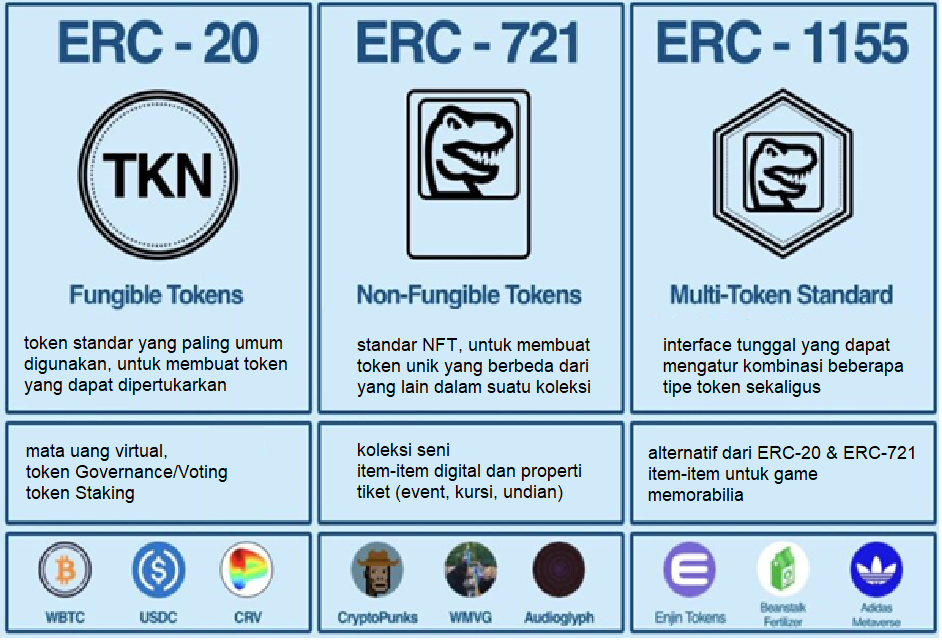 ERC - 20
TKN
Fungible Tokens
token standar yang paling umum
digunakan, untuk membuat token
yang dapat dipertukarkan
mata uang virtual,
token Governance/Voting
token Staking
WBTC
USDC
CRV
ERC - 721
Non-Fungible Tokens
standar NFT, untuk membuat
token unik yang berbeda dari
yang lain dalam suatu koleksi
koleksi seni
item-item digital dan properti
tiket (event, kursi, undian)
CryptoPunks
WMVG
Audioglyph
ERC - 1155
Multi-Token Standard
interface tunggal yang dapat
mengatur kombinasi beberapa
tipe token sekaligus
alternatif dari ERC-20 & ERC-721
item-item untuk game
memorabilia
Enjin Tokens
Beanstalk
Fertilizer
Adidas
Metaverse